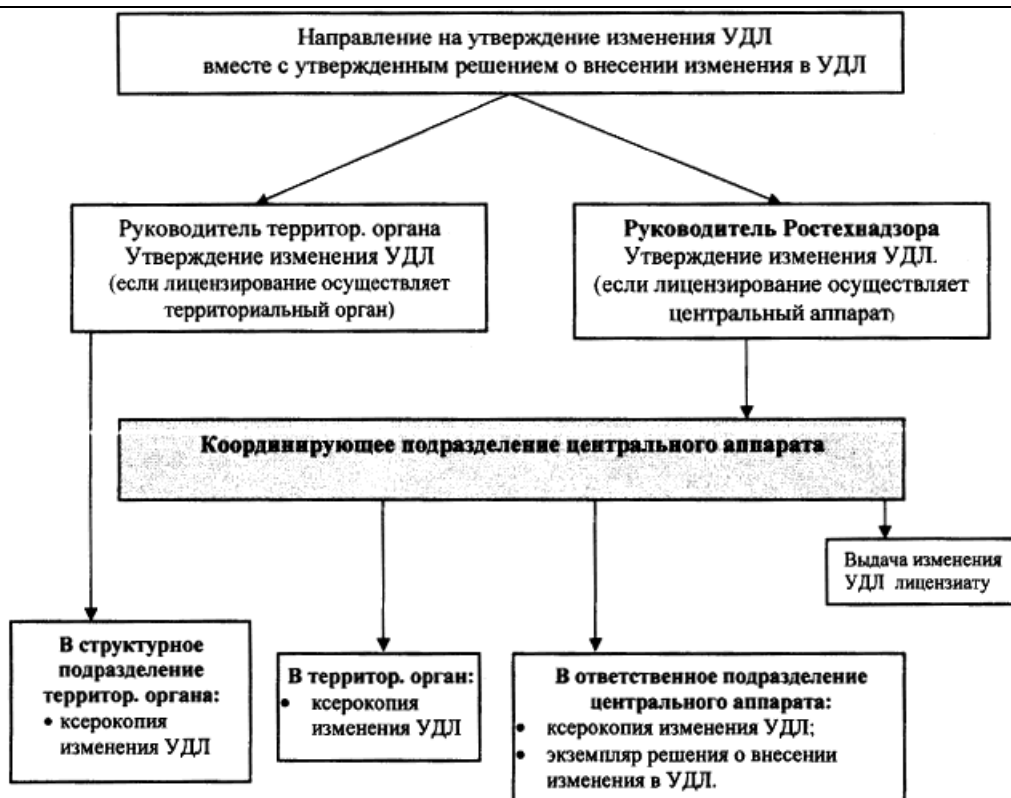 Направление на утверждение изменения УДЛ
вместе с утвержденным решением о внесении изменения в УДЛ
Руководитель территор. органа
Утверждение изменения УДЛ
(если лицензирование осуществляет
территориальный орган)
Руководитель Ростехнадзора
Утверждение изменения УДЛ.
(если лицензирование осуществляет
центральный аппарат)
Координирующее подразделение центрального аппарата
Выдача изменения
УДЛ лицензиату
В структурное
подразделение
территор. органа:
• ксерокопия
изменения УДЛ
В территор. орган:
• ксерокопия
изменения УДЛ
В ответственное подразделение
центрального аппарата:
• ксерокопия изменения УДЛ;
• экземпляр решения о внесении
изменения в УДЛ.